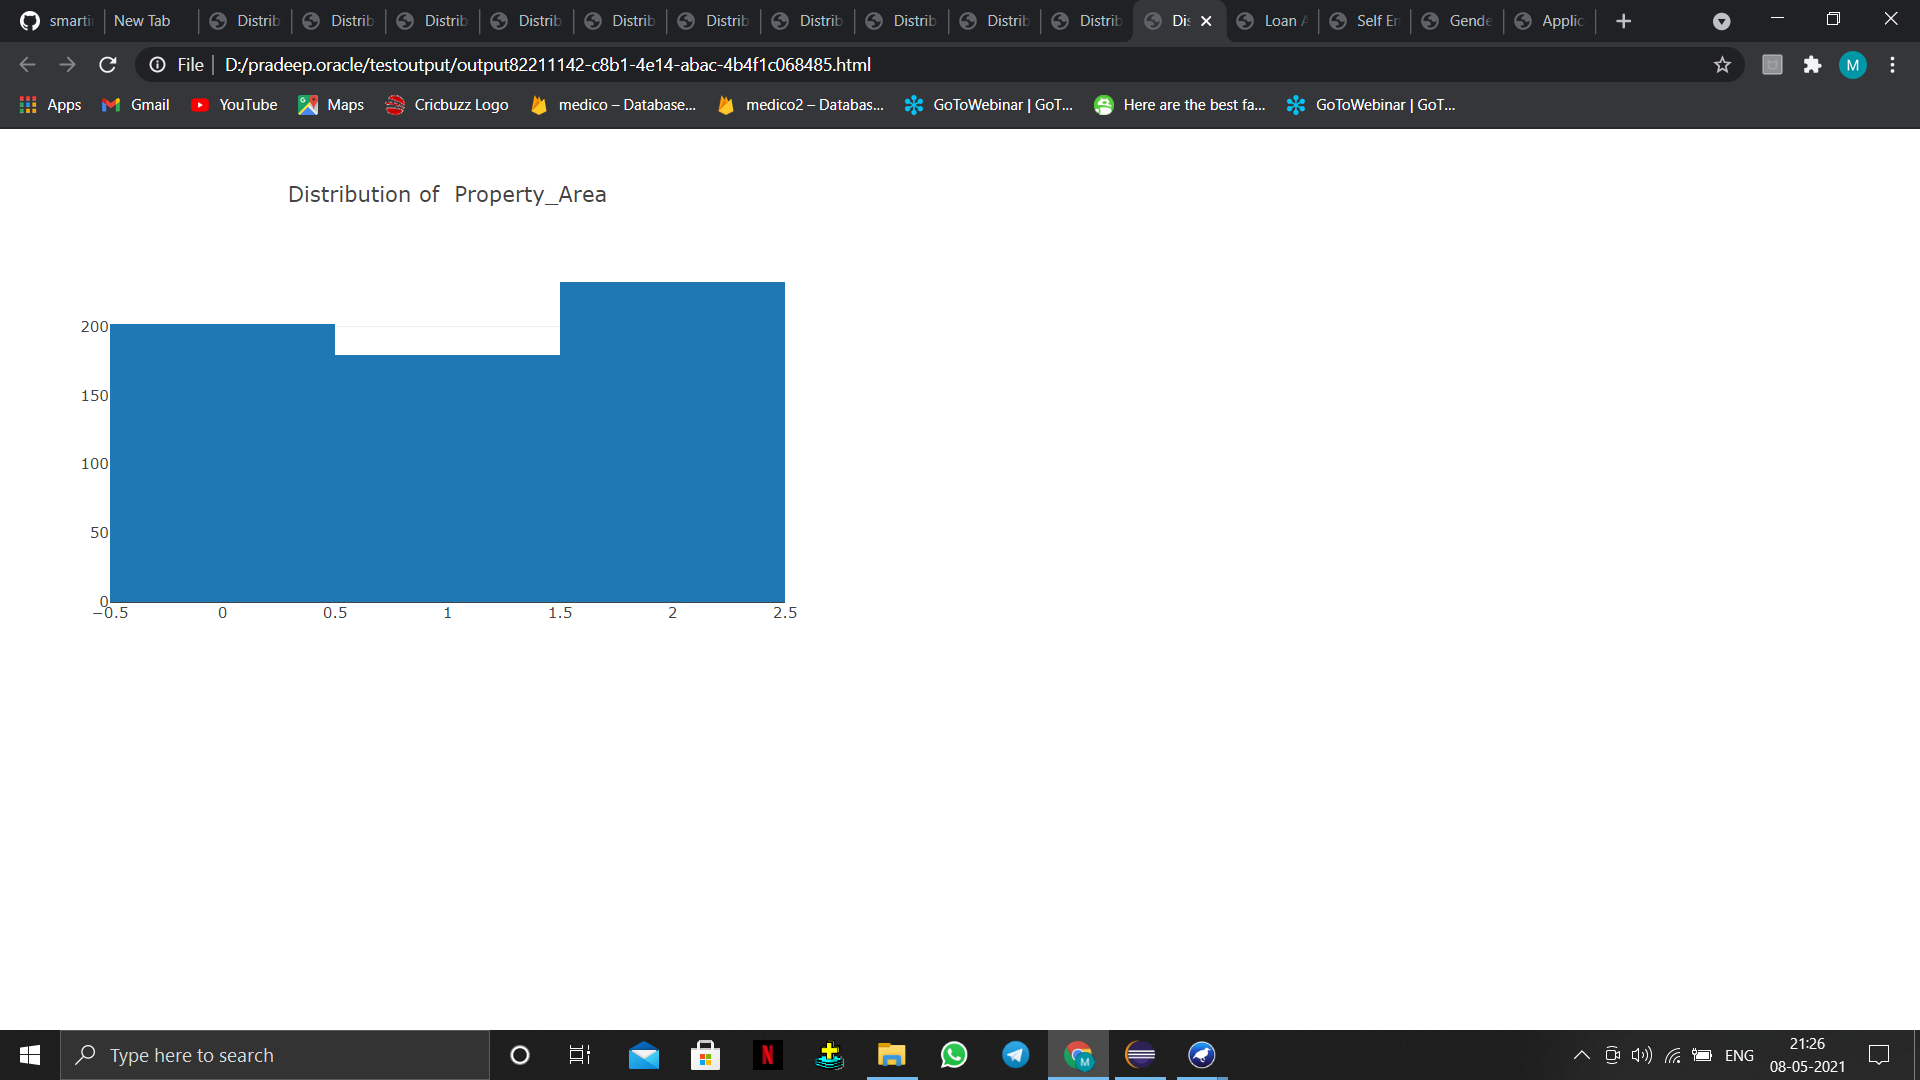 smarti New Tab Distrib Distrib Distrib Distrib Distrib Distrib Distrib Distrib Distrib Distrib Dis Loan A Self En Gende Applic
File D:/pradeep.oracle/testoutput/output82211142-c8b1-4e14-abac-4b4f1c068485.html M
Apps Gmail YouTube Maps Cricbuzz Logo medico – Database... medico2 – Databas... GoToWebinar | GoT... Here are the best fa... GoToWebinar | GoT...
Distribution of Property_Area
200
150
100
50
0
−0.5 0 0.5 1 1.5 2 2.5
Type here to search N M ENG 21:26
08-05-2021